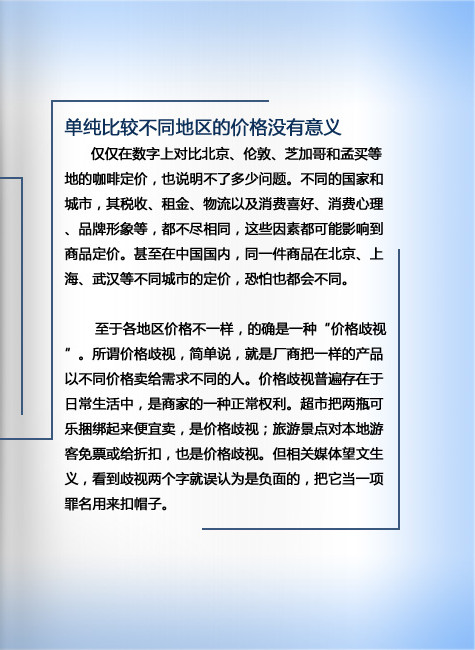 单纯比较不同地区的价格没有意义
仅仅在数字上对比北京、伦敦、芝加哥和孟买等
地的咖啡定价，也说明不了多少问题。不同的国家和
城市，其税收、租金、物流以及消费喜好、消费心理
、品牌形象等，都不尽相同，这些因素都可能影响到
商品定价。甚至在中国国内，同一件商品在北京、上
海、武汉等不同城市的定价，恐怕也都会不同。
至于各地区价格不一样，的确是一种“价格歧视
”。所谓价格歧视，简单说，就是厂商把一样的产品
以不同价格卖给需求不同的人。价格歧视普遍存在于
日常生活中，是商家的一种正常权利。超市把两瓶可
乐捆绑起来便宜卖，是价格歧视；旅游景点对本地游
客免票或给折扣，也是价格歧视。但相关媒体望文生
义，看到歧视两个字就误认为是负面的，把它当一项
罪名用来扣帽子。